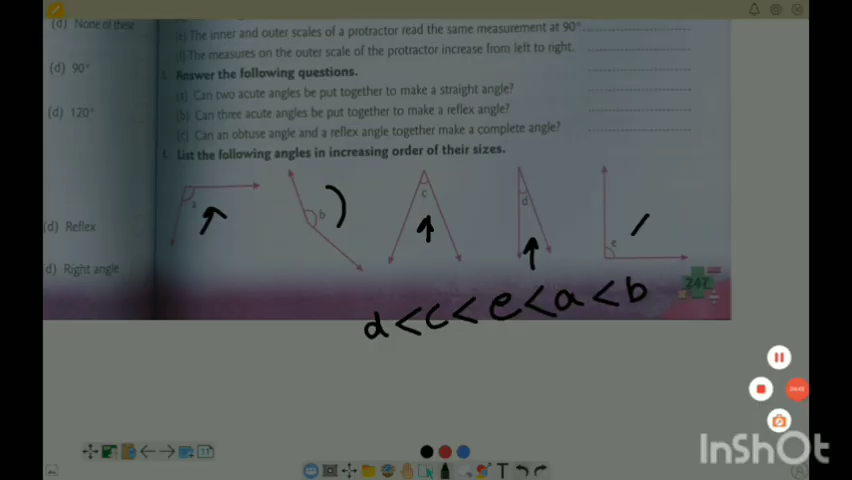 (d) None of these
(e) The inner and outer scales of a protractor read the same measurement at 90°
(f) The measures on the outer scale of the protractor increase from left to right.
(d) 90°
Answer the following questions.
(a) Can two acute angles be put together to make a straight angle?
(d) 120°
(b) Can three acute angles be put together to make a reflex angle?
(c) Can an obtuse angle and a reflex angle together make a complete angle?
List the following angles in increasing order of their sizes.
a
b
c
d
e
(d) Reflex
d) Right angle
247
d < c < e < a < b
04:02
InShOt